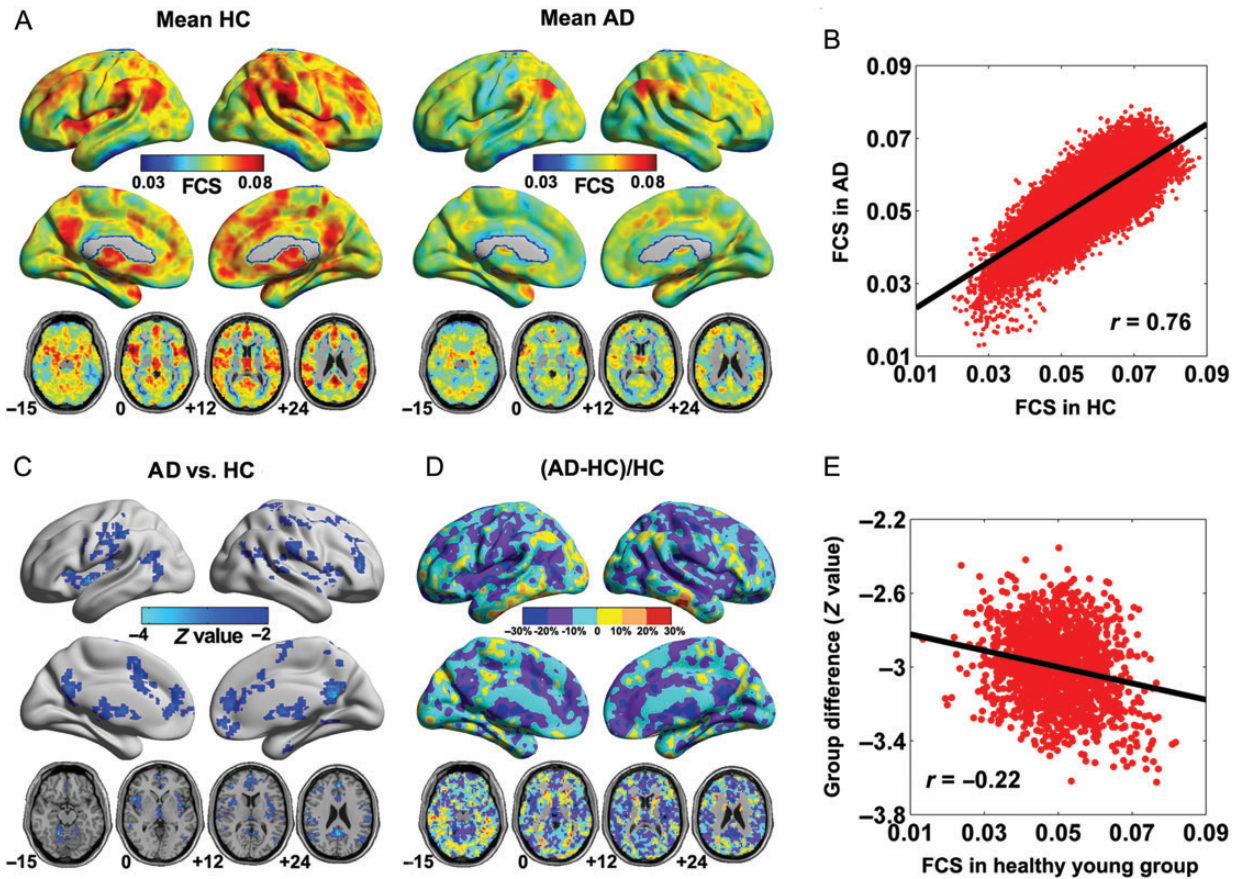 A
Mean HC
Mean AD
0.03 FCS 0.08
0.03 FCS 0.08
−15 0 +12 +24
−15 0 +12 +24
B
0.09
0.07
0.05
0.03
0.01
FCS in AD
r = 0.76
0.01 0.03 0.05 0.07 0.09
FCS in HC
C
AD vs. HC
−4 Z value −2
−15 0 +12 +24
D
(AD-HC)/HC
−30% −20% −10% 0 10% 20% 30%
−15 0 +12 +24
E
−2.2
−2.6
−3
−3.4
−3.8
Group difference (Z value)
r = −0.22
0.01 0.03 0.05 0.07 0.09
FCS in healthy young group